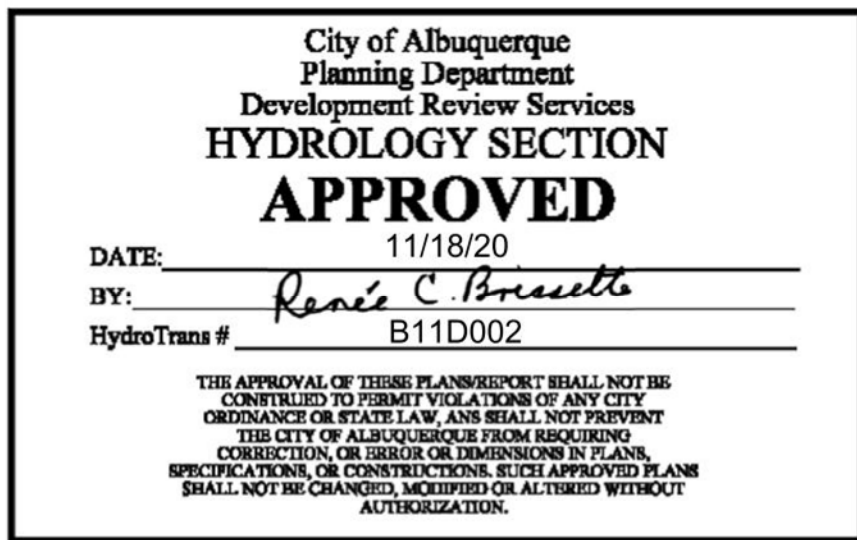 City of Albuquerque
Planning Department
Development Review Services
HYDROLOGY SECTION
APPROVED
DATE: 11/18/20
BY: Renée C. Brissette
HydroTrans # B11D002
THE APPROVAL OF THESE PLANS/REPORT SHALL NOT BE
CONSTRUED TO PERMIT VIOLATIONS OF ANY CITY
ORDINANCE OR STATE LAW, ANS SHALL NOT PREVENT
THE CITY OF ALBUQUERQUE FROM REQUIRING
CORRECTION, OR ERROR OR DIMENSIONS IN PLANS,
SPECIFICATIONS, OR CONSTRUCTIONS. SUCH APPROVED PLANS
SHALL NOT BE CHANGED, MODIFIED OR ALTERED WITHOUT
AUTHORIZATION.